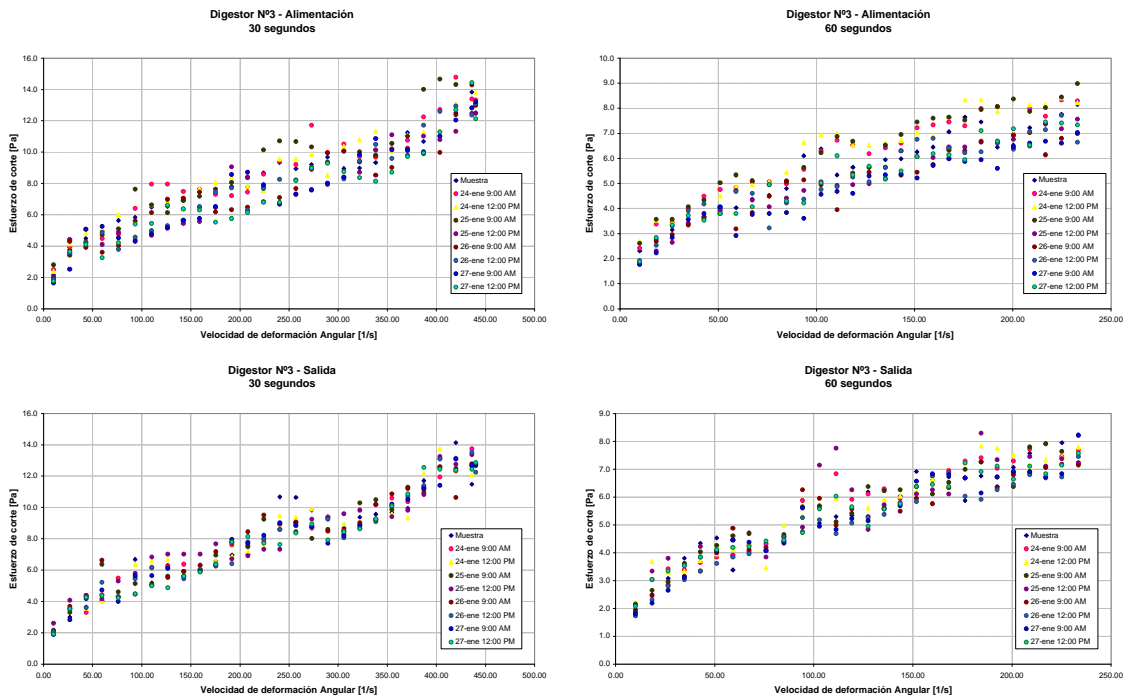 Digestor Nº3 - Alimentación
30 segundos
16.0
14.0
12.0
10.0
8.0
6.0
4.0
2.0
0.0
Esfuerzo de corte [Pa]
0.00 50.00 100.00 150.00 200.00 250.00 300.00 350.00 400.00 450.00 500.00
Velocidad de deformación Angular [1/s]
Muestra
24-ene 9:00 AM
24-ene 12:00 PM
25-ene 9:00 AM
25-ene 12:00 PM
26-ene 9:00 AM
26-ene 12:00 PM
27-ene 9:00 AM
27-ene 12:00 PM
Digestor Nº3 - Alimentación
60 segundos
10.0
9.0
8.0
7.0
6.0
5.0
4.0
3.0
2.0
1.0
0.0
Esfuerzo de corte [Pa]
0.00 50.00 100.00 150.00 200.00 250.00
Velocidad de deformación Angular [1/s]
Muestra
24-ene 9:00 AM
24-ene 12:00 PM
25-ene 9:00 AM
25-ene 12:00 PM
26-ene 9:00 AM
26-ene 12:00 PM
27-ene 9:00 AM
27-ene 12:00 PM
Digestor Nº3 - Salida
30 segundos
16.0
14.0
12.0
10.0
8.0
6.0
4.0
2.0
0.0
Esfuerzo de corte [Pa]
0.00 50.00 100.00 150.00 200.00 250.00 300.00 350.00 400.00 450.00 500.00
Velocidad de deformación Angular [1/s]
Muestra
24-ene 9:00 AM
24-ene 12:00 PM
25-ene 9:00 AM
25-ene 12:00 PM
26-ene 9:00 AM
26-ene 12:00 PM
27-ene 9:00 AM
27-ene 12:00 PM
Digestor Nº3 - Salida
60 segundos
9.0
8.0
7.0
6.0
5.0
4.0
3.0
2.0
1.0
0.0
Esfuerzo de corte [Pa]
0.00 50.00 100.00 150.00 200.00 250.00
Velocidad de deformación Angular [1/s]
Muestra
24-ene 9:00 AM
24-ene 12:00 PM
25-ene 9:00 AM
25-ene 12:00 PM
26-ene 9:00 AM
26-ene 12:00 PM
27-ene 9:00 AM
27-ene 12:00 PM